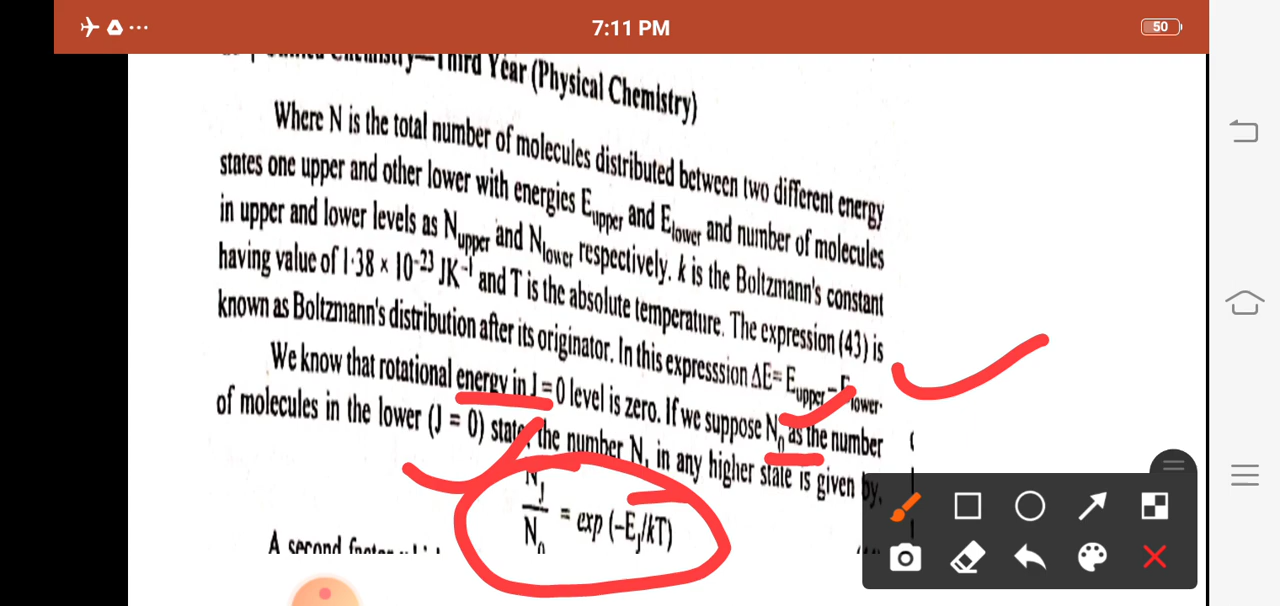 7:11 PM
50
Third Year (Physical Chemistry)
Where N is the total number of molecules distributed between two different energy
states one upper and other lower with energies E_upper and E_lower and number of molecules
in upper and lower levels as N_upper and N_lower respectively. k is the Boltzmann's constant
having value of 1·38 × 10⁻²³ JK⁻¹ and T is the absolute temperature. The expression (43) is
known as Boltzmann's distribution after its originator. In this expresssion ΔE= E_upper – E_lower.
We know that rotational energy in J = 0 level is zero. If we suppose N₀ as the number
of molecules in the lower (J = 0) state, the number N_J in any higher state is given by,
N_J/N₀ = exp (–E_J/kT)
A second